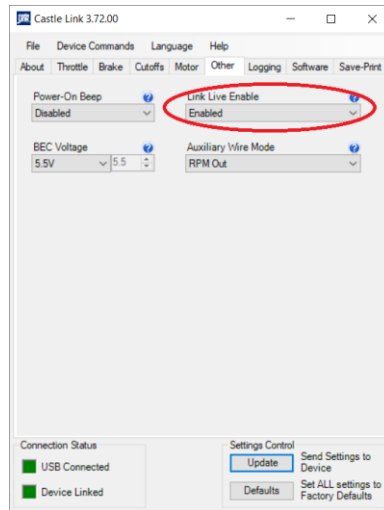 Castle Link 3.72.00
File Device Commands Language Help
About Throttle Brake Cutoffs Motor Other Logging Software Save-Print
Power-On Beep Link Live Enable
Disabled Enabled
BEC Voltage Auxiliary Wire Mode
5.5V 5.5 RPM Out
Connection Status Settings Control
USB Connected Update Send Settings to Device
Device Linked Defaults Set ALL settings to Factory Defaults